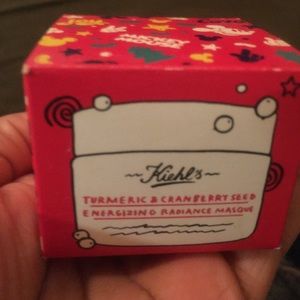 Kiehl's
TURMERIC & CRANBERRY SEED
ENERGIZING RADIANCE MASQUE